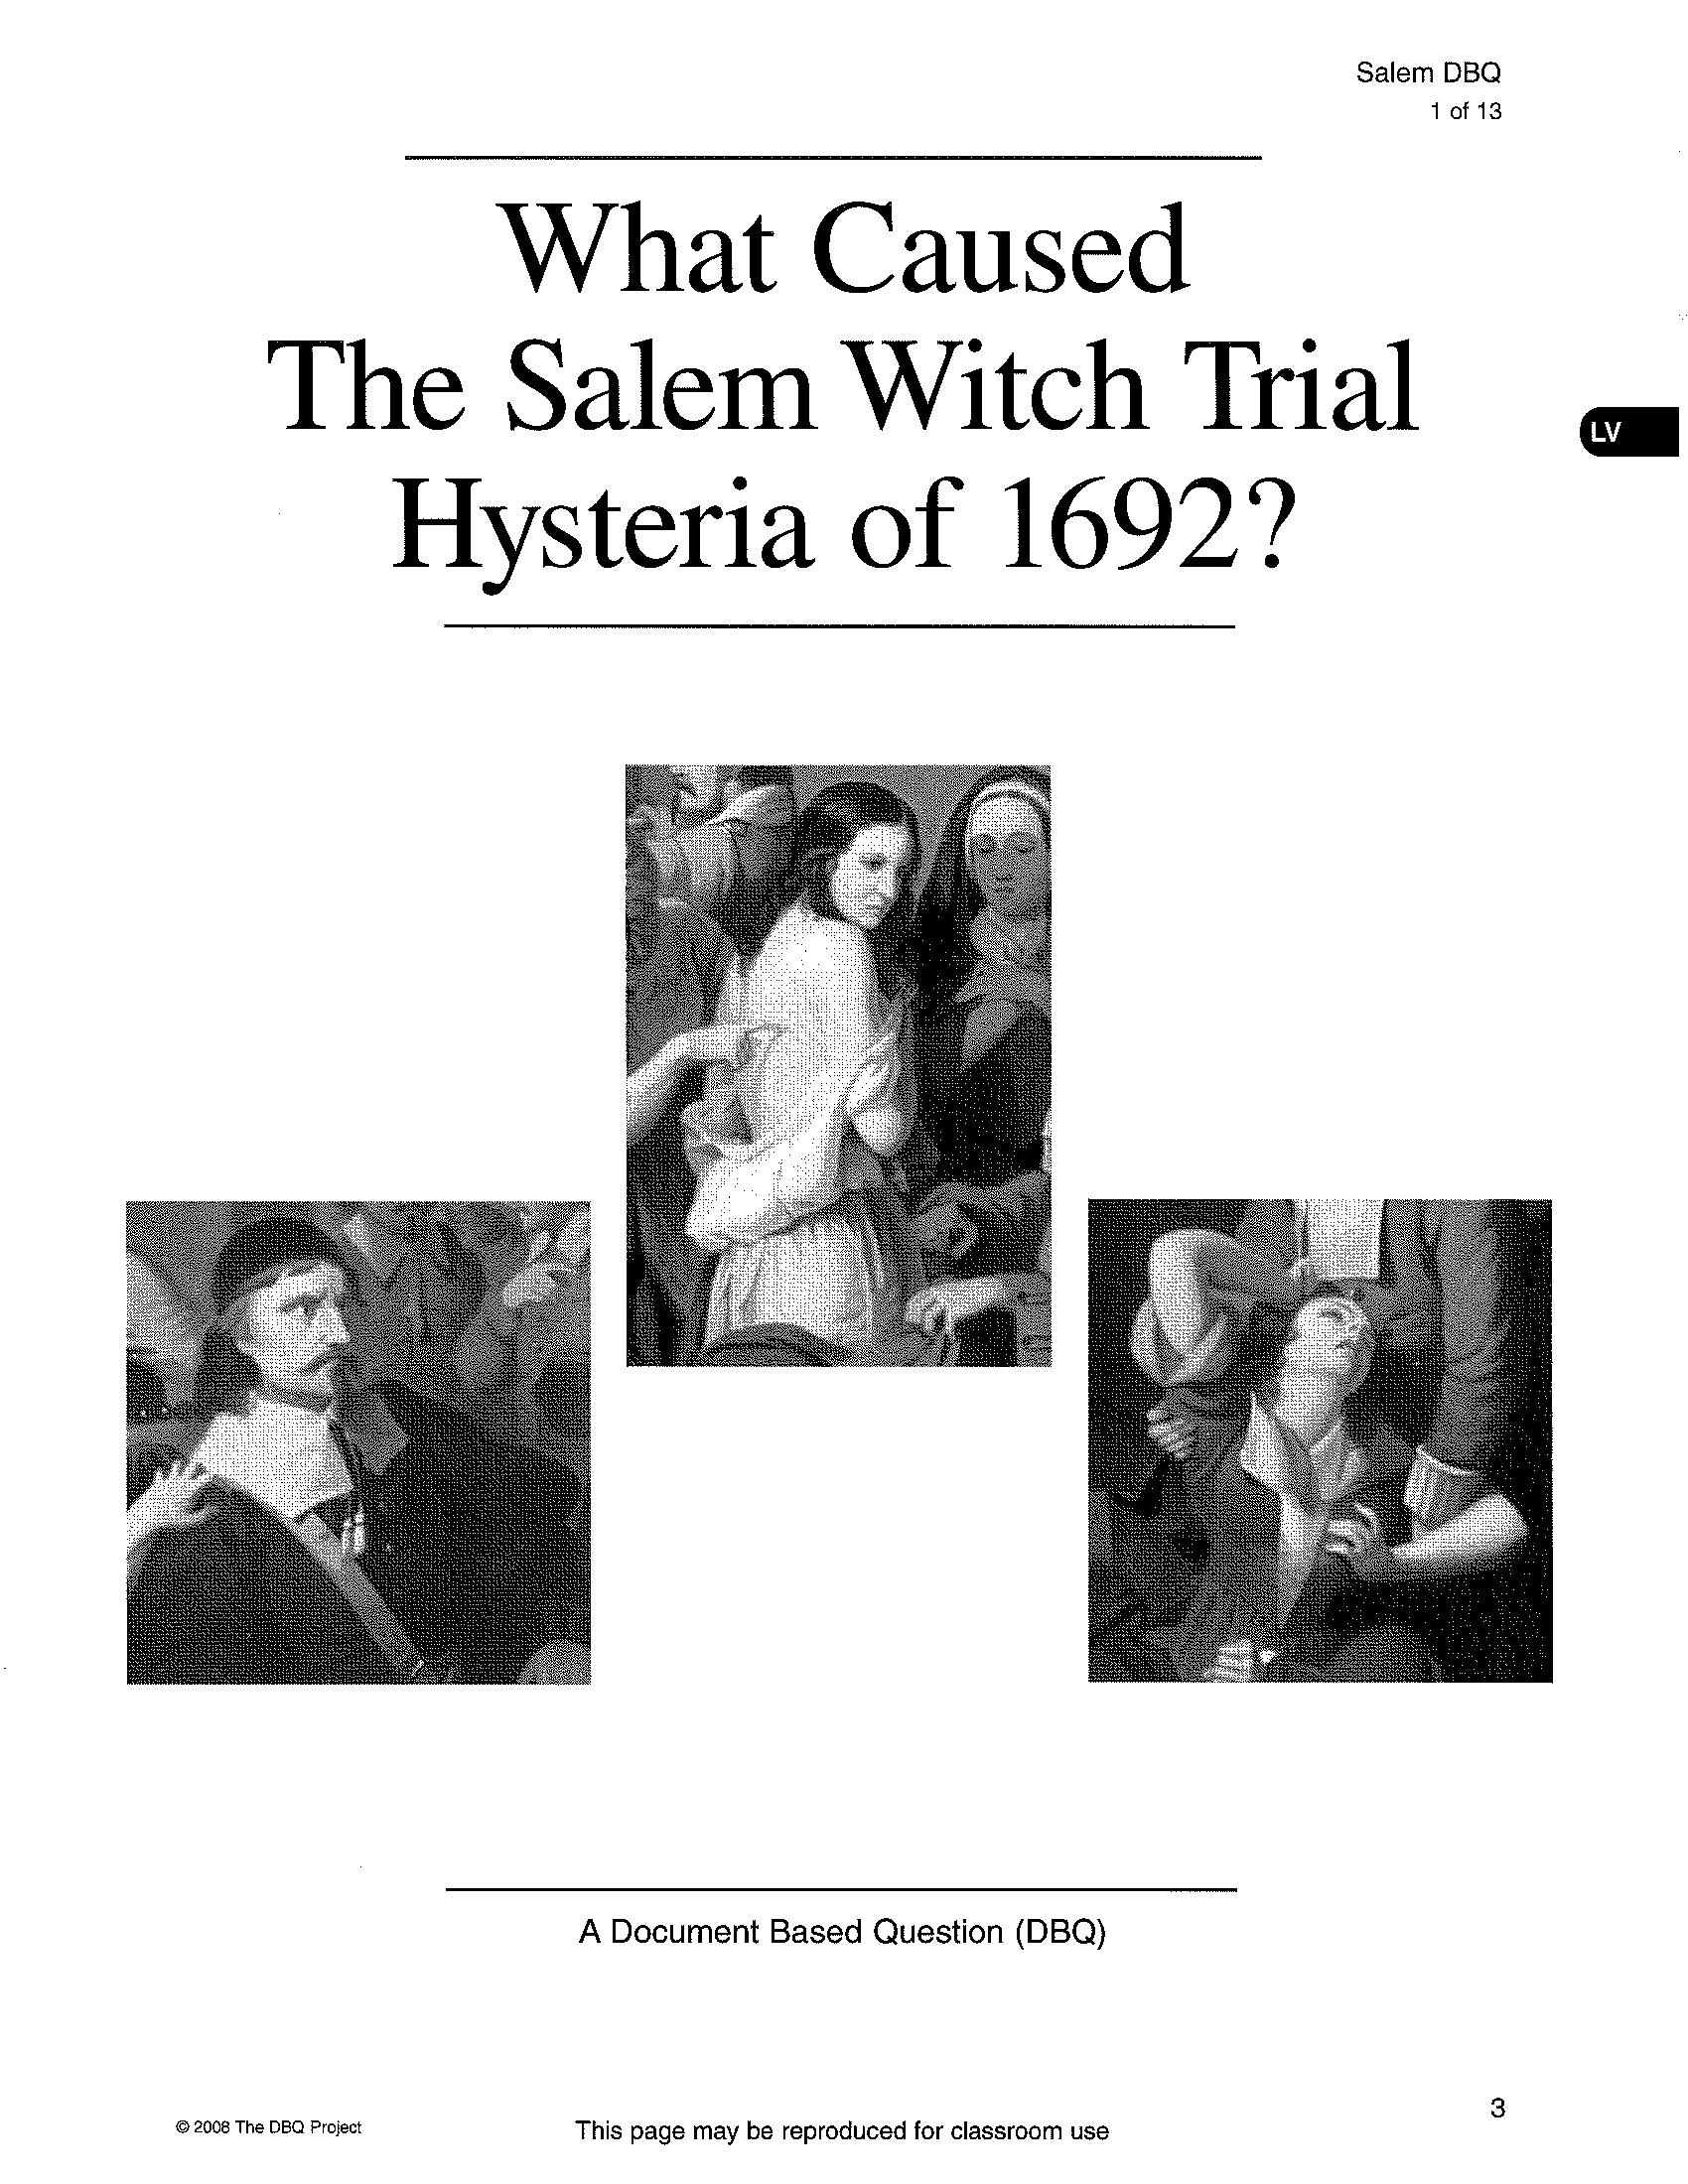 Salem DBQ
1 of 13
What Caused
The Salem Witch Trial
Hysteria of 1692?
LV
A Document Based Question (DBQ)
3
© 2008 The DBQ Project
This page may be reproduced for classroom use